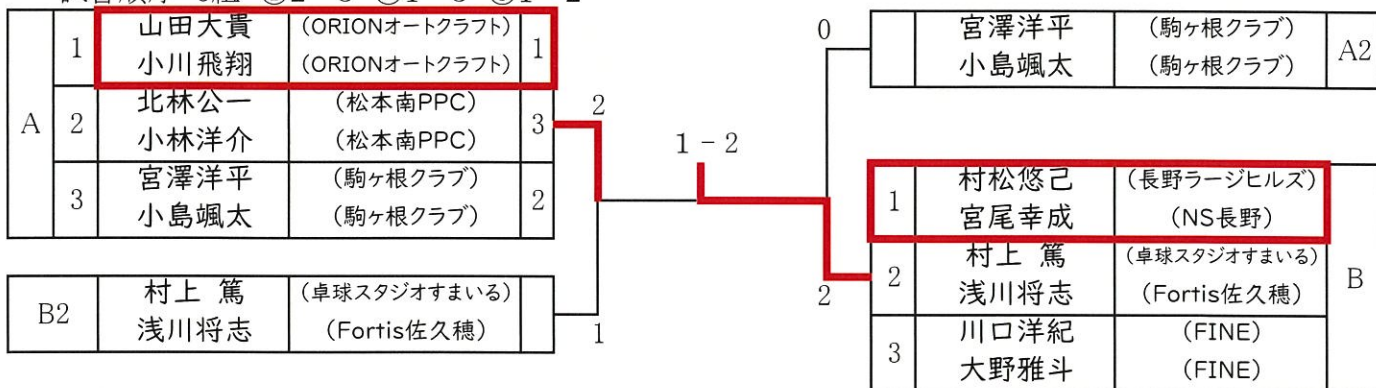 A
1
山田大貴 (ORIONオートクラフト) 1
小川飛翔 (ORIONオートクラフト)
2
北林公一 (松本南PPC) 3
小林洋介 (松本南PPC)
3
宮澤洋平 (駒ヶ根クラブ) 2
小島颯太 (駒ヶ根クラブ)
B2
村上 篤 (卓球スタジオすまいる)
浅川将志 (Fortis佐久穂)
2
1
1 - 2
0
2
宮澤洋平 (駒ヶ根クラブ) A2
小島颯太 (駒ヶ根クラブ)
1
村松悠己 (長野ラージヒルズ)
宮尾幸成 (NS長野)
2
村上 篤 (卓球スタジオすまいる) B
浅川将志 (Fortis佐久穂)
3
川口洋紀 (FINE)
大野雅斗 (FINE)